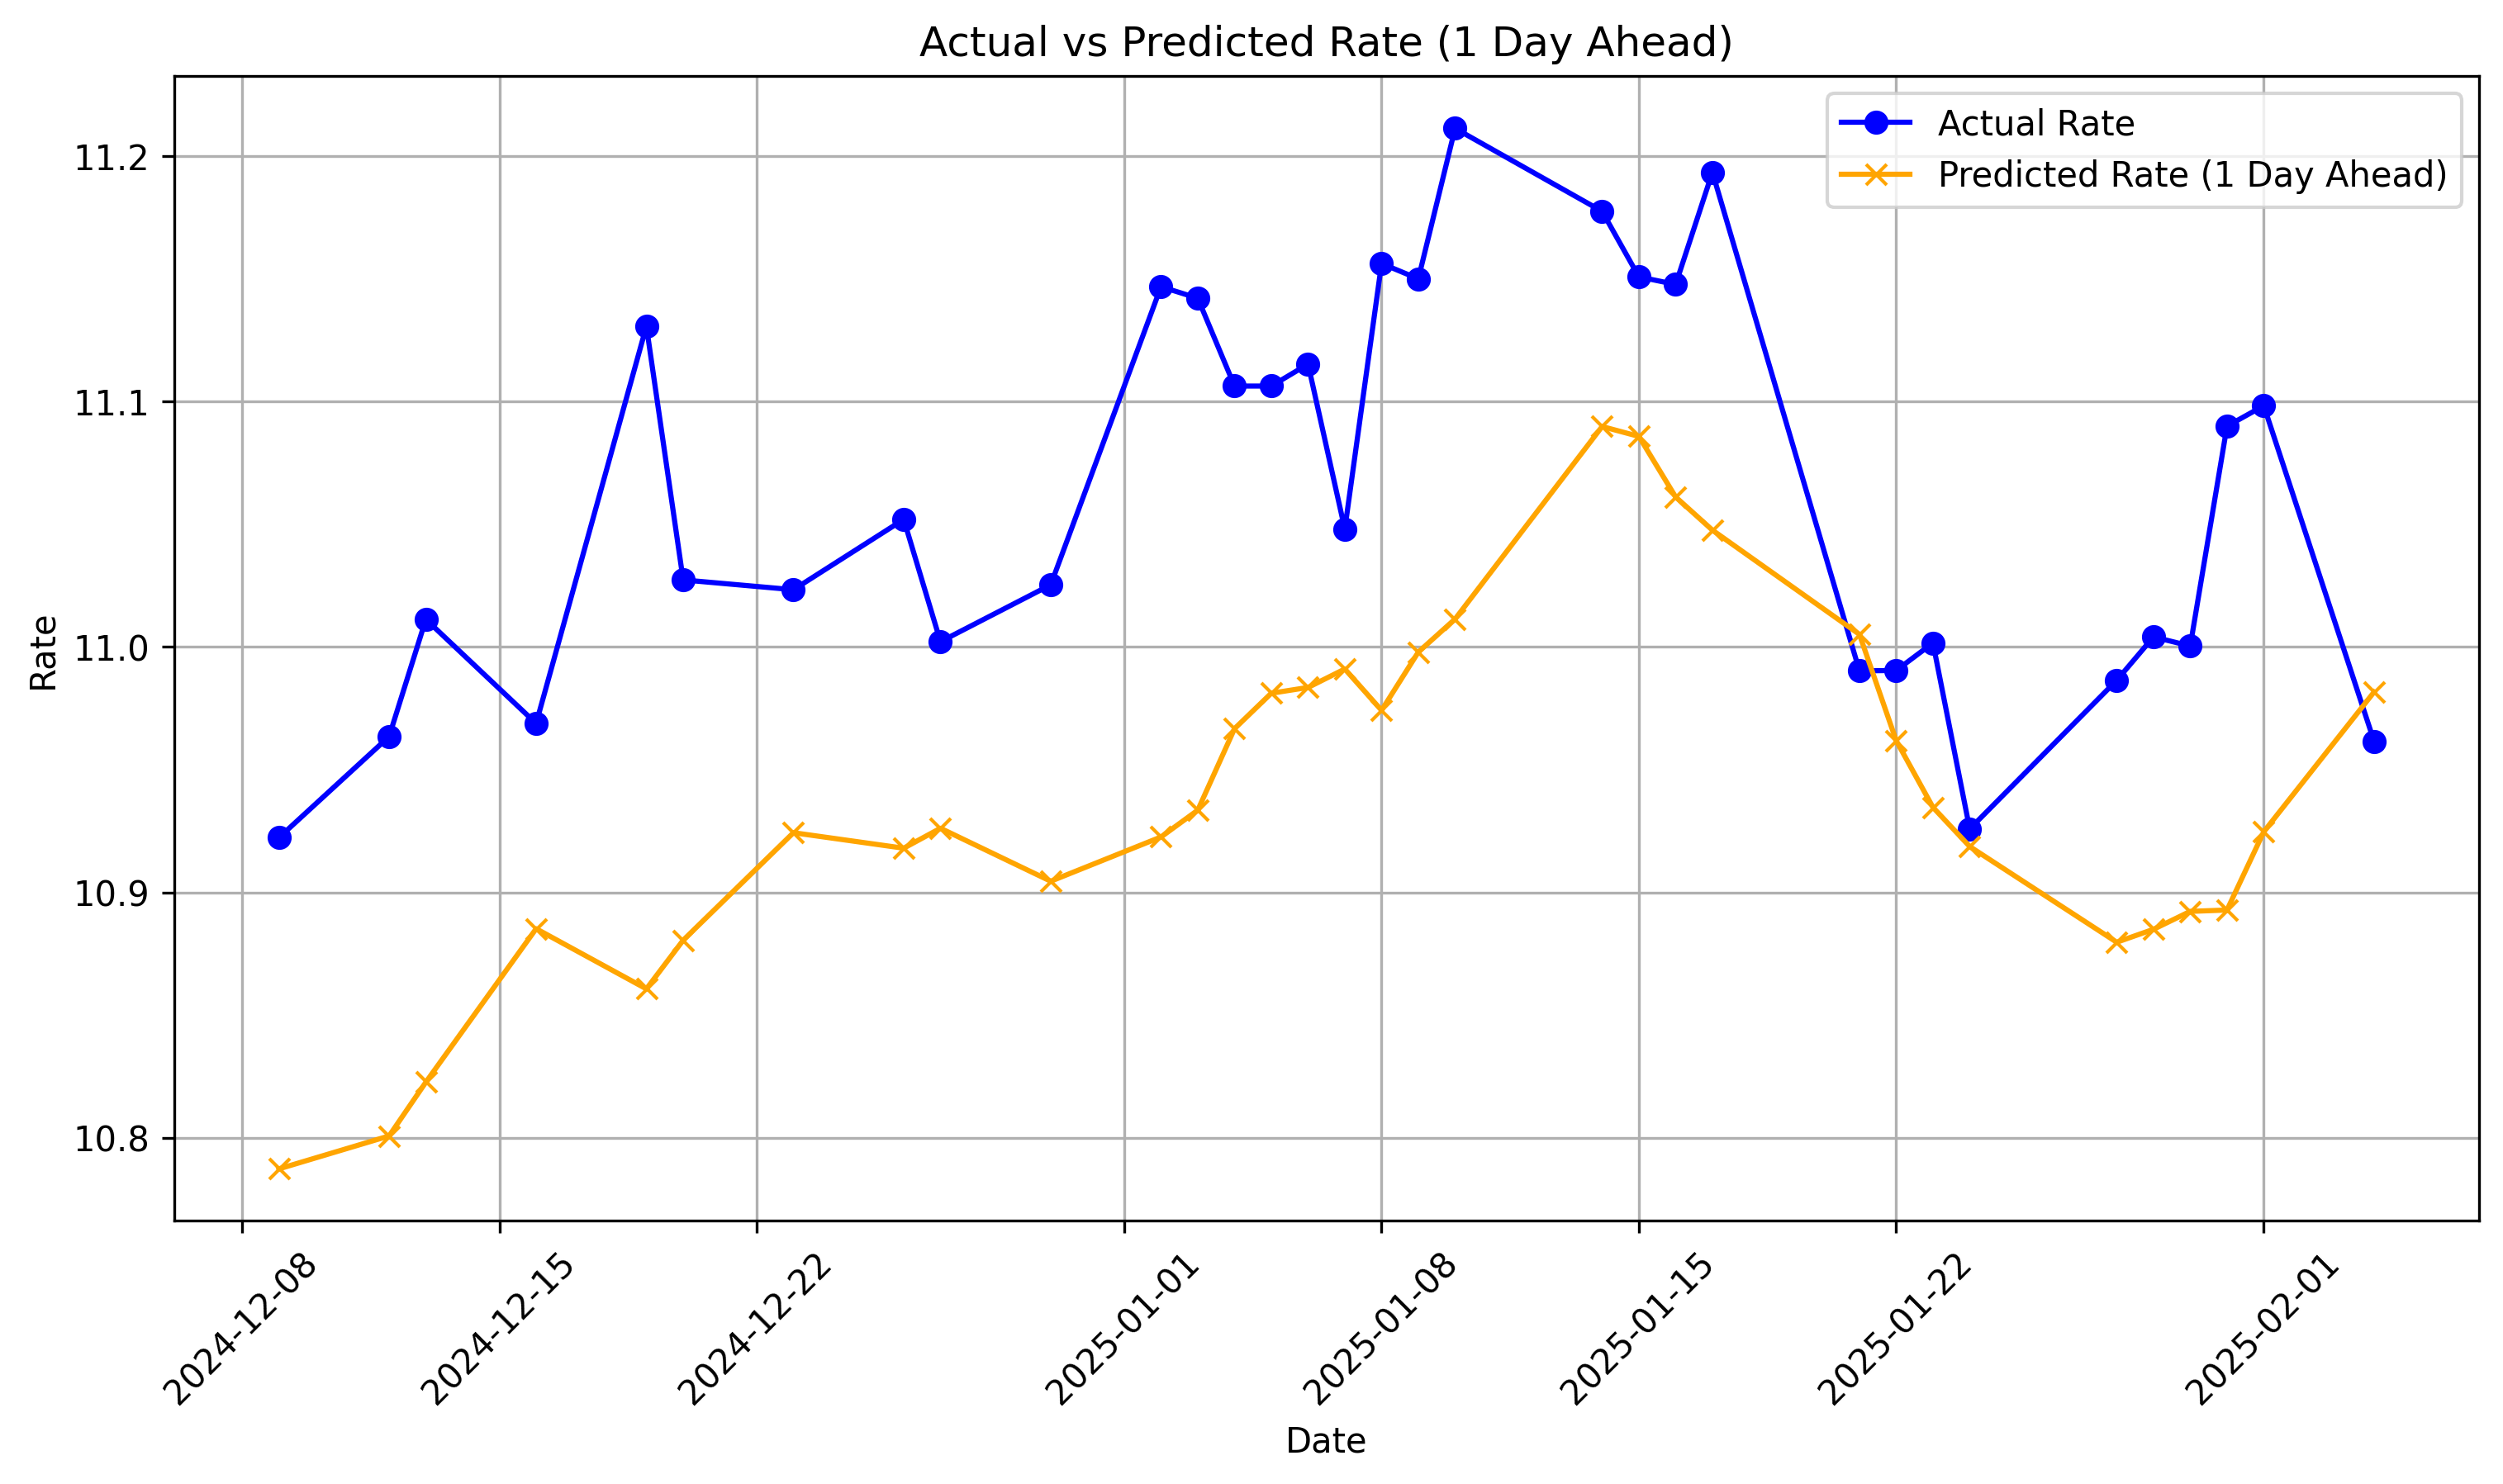 Actual vs Predicted Rate (1 Day Ahead)
Actual Rate
Predicted Rate (1 Day Ahead)
Rate
11.2
11.1
11.0
10.9
10.8
2024-12-08
2024-12-15
2024-12-22
2025-01-01
2025-01-08
2025-01-15
2025-01-22
2025-02-01
Date